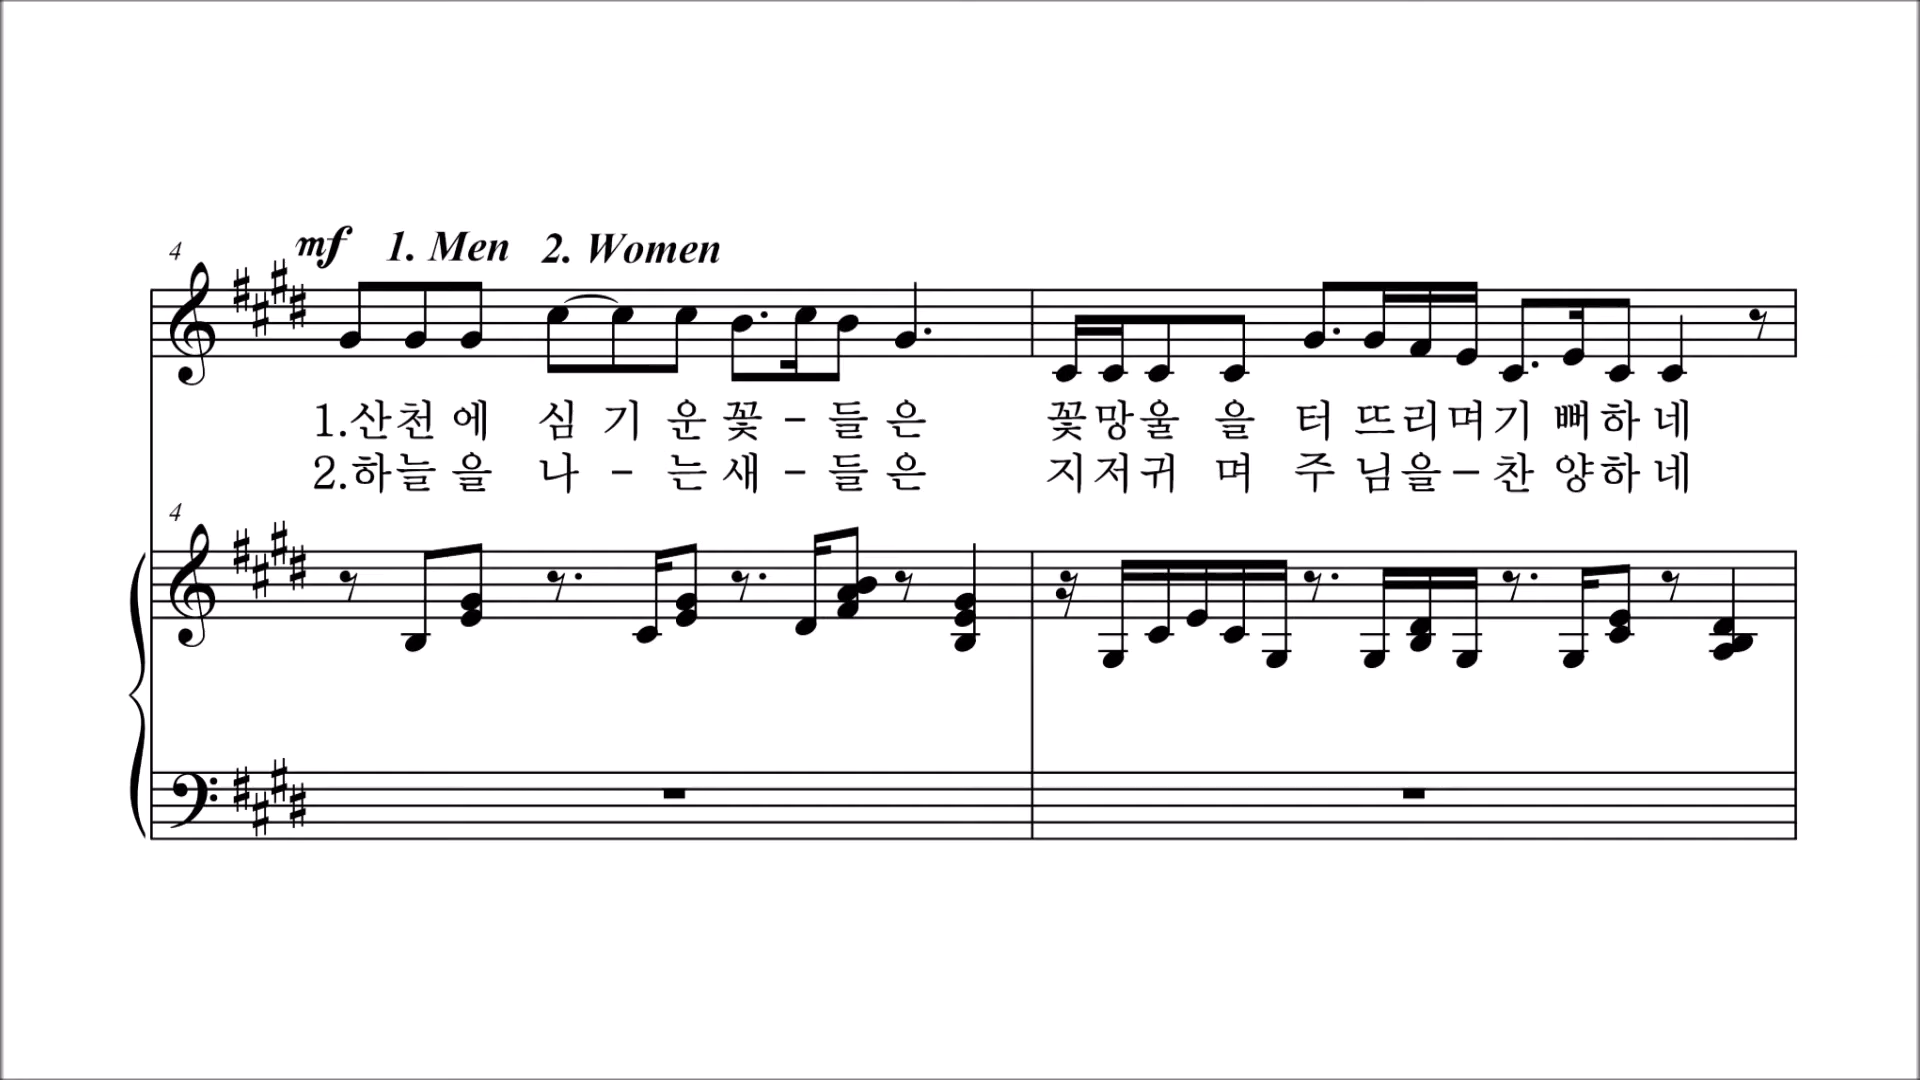 4 mf 1. Men 2. Women
1.산천에 심기운꽃-들은 꽃망울을터뜨리며기뻐하네
2.하늘을 나-는새-들은 지저귀며주님을-찬양하네
4